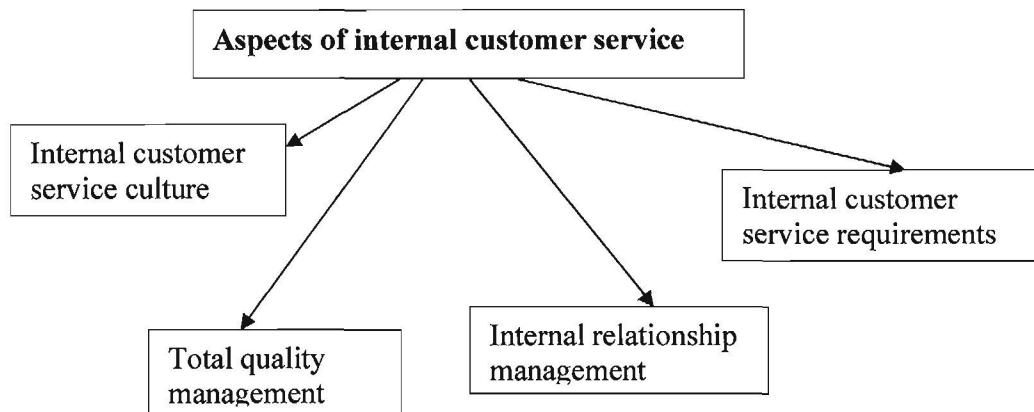 Aspects of internal customer service
Internal customer
service culture
Internal customer
service requirements
Total quality
management
Internal relationship
management